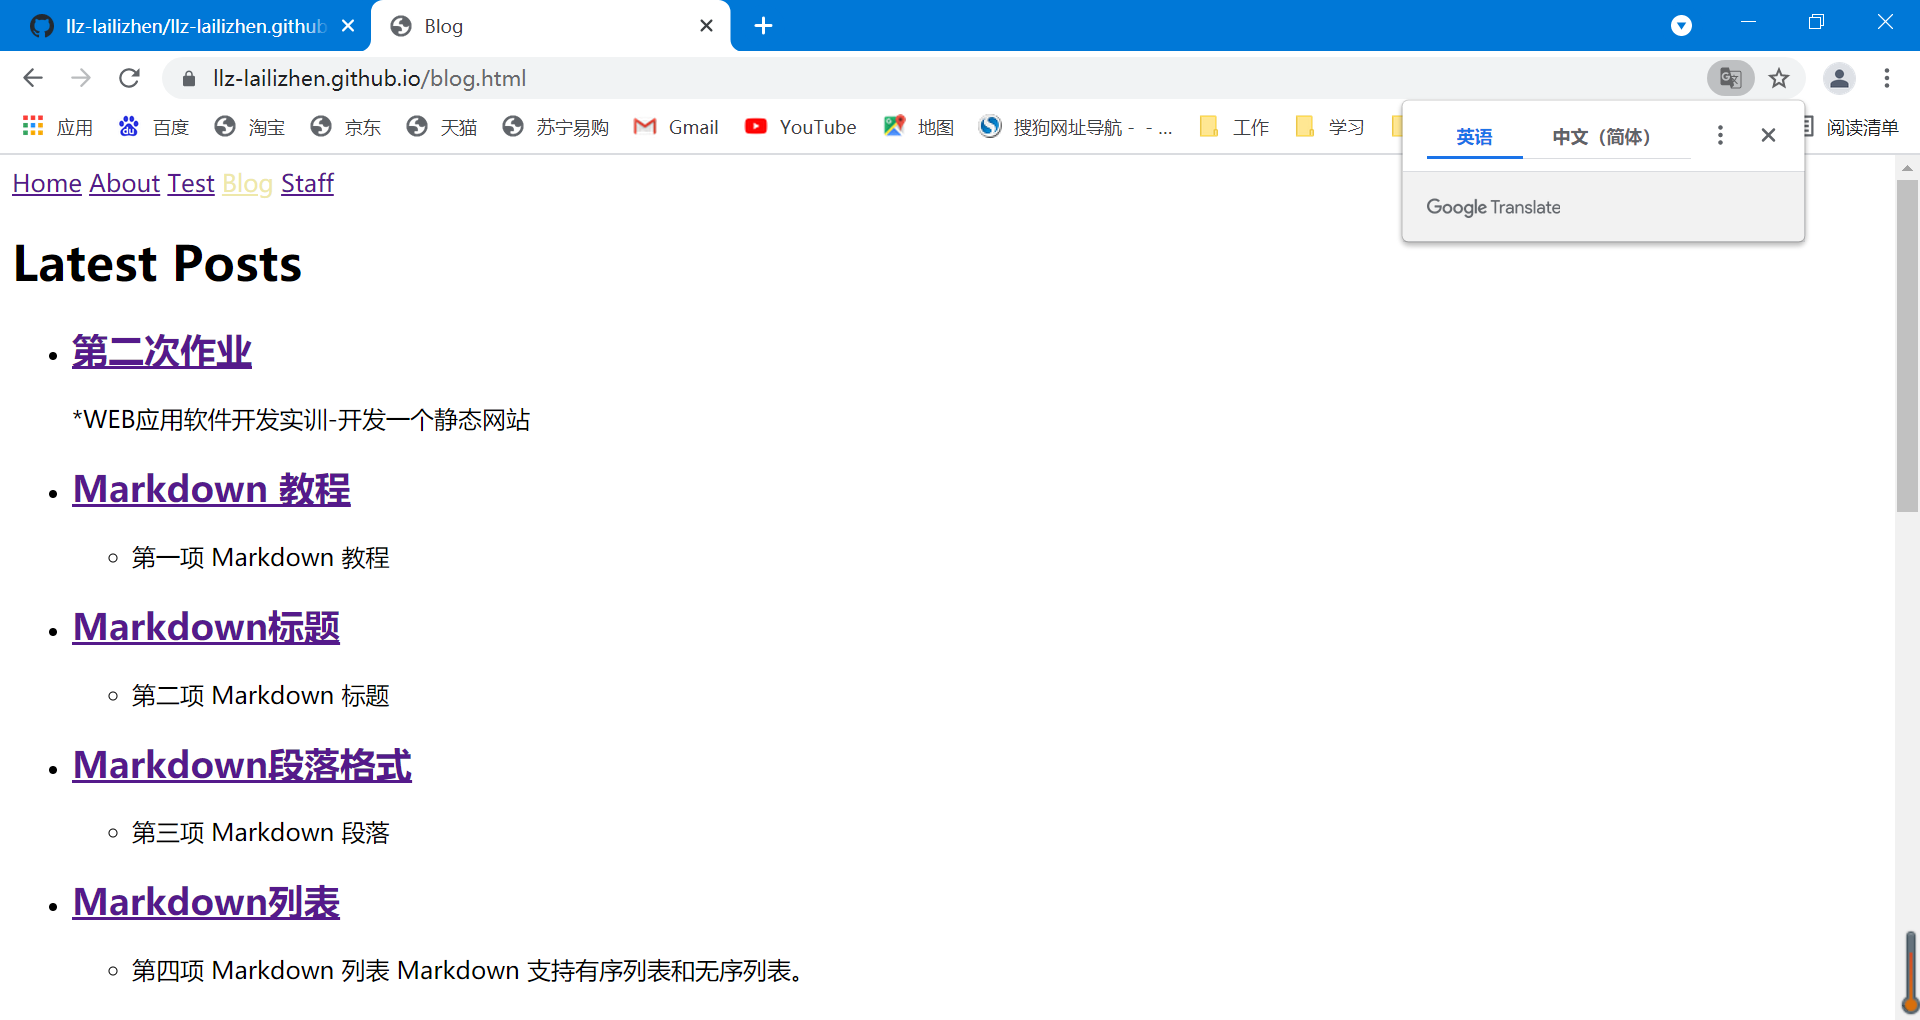 llz-lailizhen/llz-lailizhen.github
Blog
llz-lailizhen.github.io/blog.html
应用 百度 淘宝 京东 天猫 苏宁易购 Gmail YouTube 地图 搜狗网址导航 - - ... 工作 学习 阅读清单
英语 中文（简体）
Google Translate
Home About Test Blog Staff
Latest Posts
第二次作业
*WEB应用软件开发实训-开发一个静态网站
Markdown 教程
第一项 Markdown 教程
Markdown标题
第二项 Markdown 标题
Markdown段落格式
第三项 Markdown 段落
Markdown列表
第四项 Markdown 列表 Markdown 支持有序列表和无序列表。